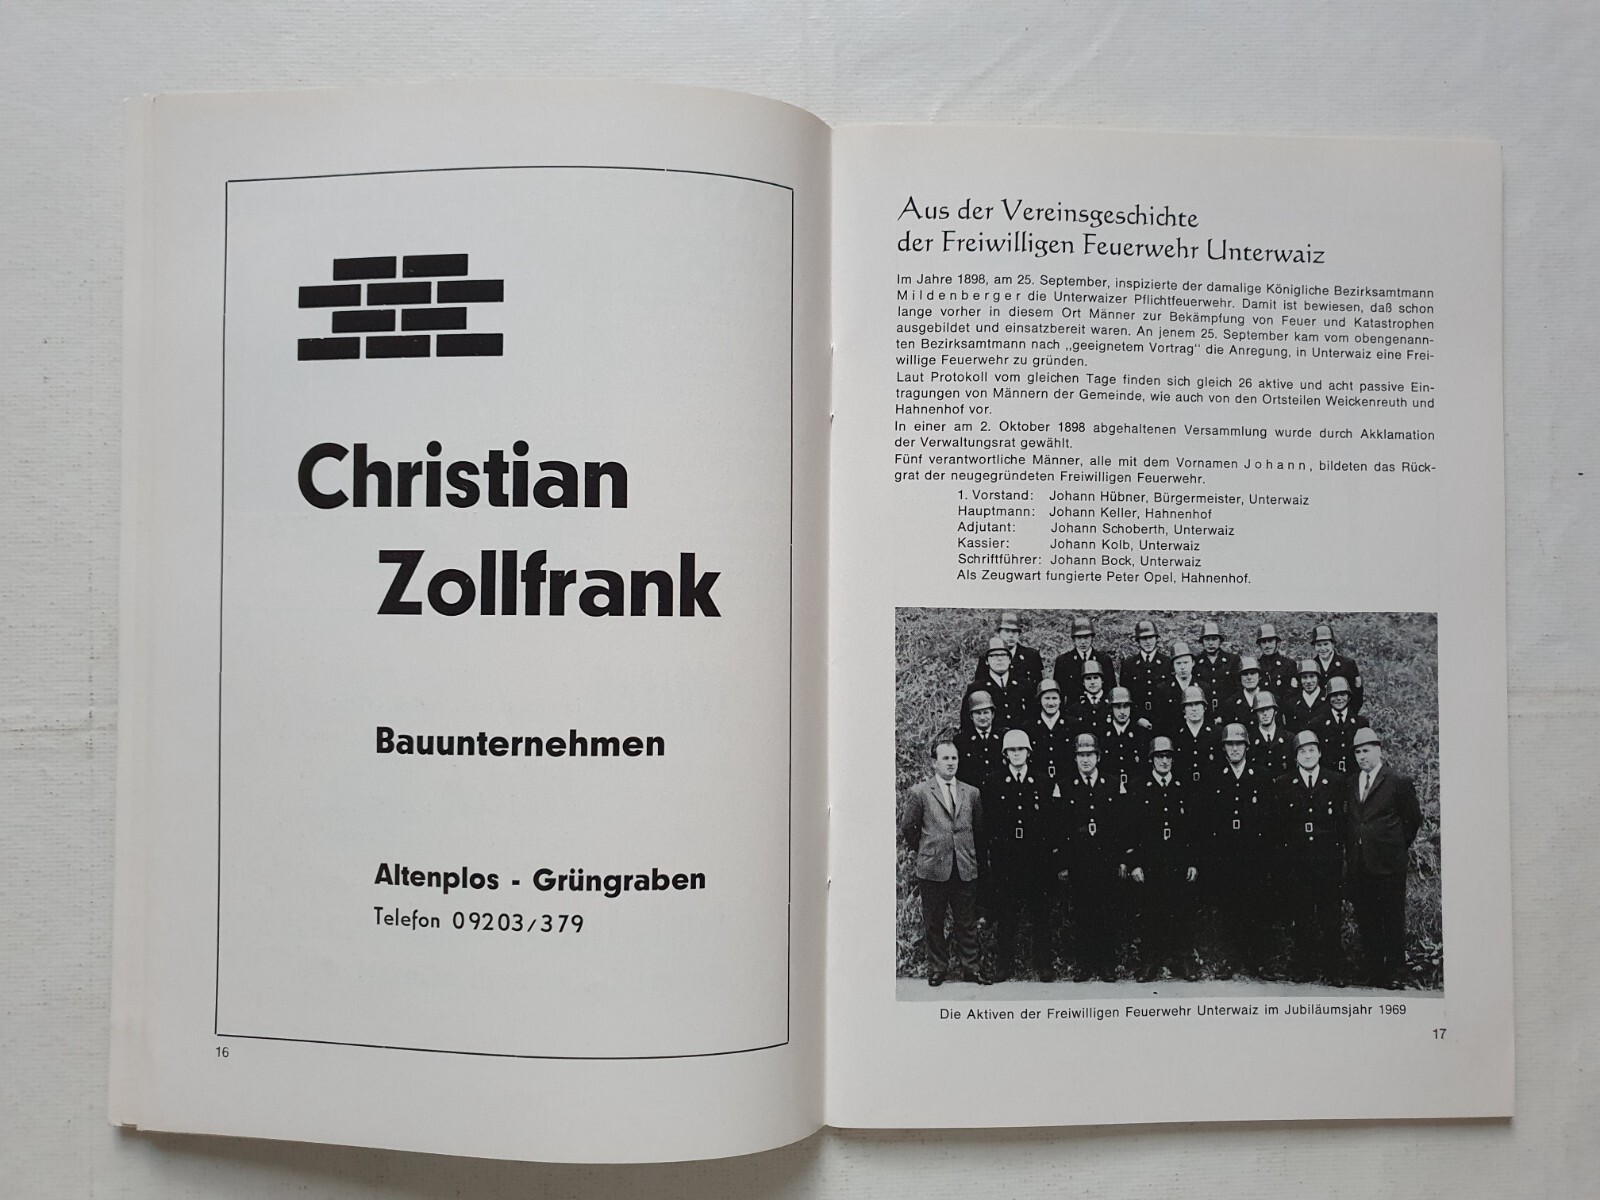 Christian
Zollfrank
Bauunternehmen
Altenplos - Grüngraben
Telefon 09203/379
16
Aus der Vereinsgeschichte
der Freiwilligen Feuerwehr Unterwaiz
Im Jahre 1898, am 25. September, inspizierte der damalige Königliche Bezirksamtmann
Mildenberger die Unterwaizer Pflichtfeuerwehr. Damit ist bewiesen, daß schon
lange vorher in diesem Ort Männer zur Bekämpfung von Feuer und Katastrophen
ausgebildet und einsatzbereit waren. An jenem 25. September kam vom obengenann-
ten Bezirksamtmann nach „geeignetem Vortrag" die Anregung, in Unterwaiz eine Frei-
willige Feuerwehr zu gründen.
Laut Protokoll vom gleichen Tage finden sich gleich 26 aktive und acht passive Ein-
tragungen von Männern der Gemeinde, wie auch von den Ortsteilen Weickenreuth und
Hahnenhof vor.
In einer am 2. Oktober 1898 abgehaltenen Versammlung wurde durch Akklamation
der Verwaltungsrat gewählt.
Fünf verantwortliche Männer, alle mit dem Vornamen Johann, bildeten das Rück-
grat der neugegründeten Freiwilligen Feuerwehr.
1. Vorstand: Johann Hübner, Bürgermeister, Unterwaiz
Hauptmann: Johann Keller, Hahnenhof
Adjutant: Johann Schoberth, Unterwaiz
Kassier: Johann Kolb, Unterwaiz
Schriftführer: Johann Bock, Unterwaiz
Als Zeugwart fungierte Peter Opel, Hahnenhof.
Die Aktiven der Freiwilligen Feuerwehr Unterwaiz im Jubiläumsjahr 1969
17